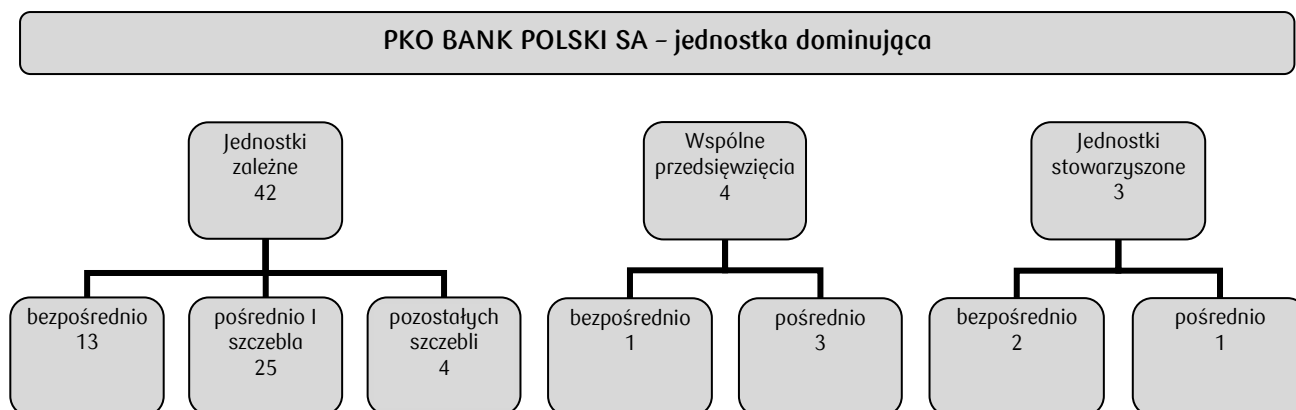 PKO BANK POLSKI SA – jednostka dominująca
Jednostki
zależne
42
Wspólne
przedsięwzięcia
4
Jednostki
stowarzyszone
3
bezpośrednio
13
pośrednio I
szczebla
25
pozostałych
szczebli
4
bezpośrednio
1
pośrednio
3
bezpośrednio
2
pośrednio
1